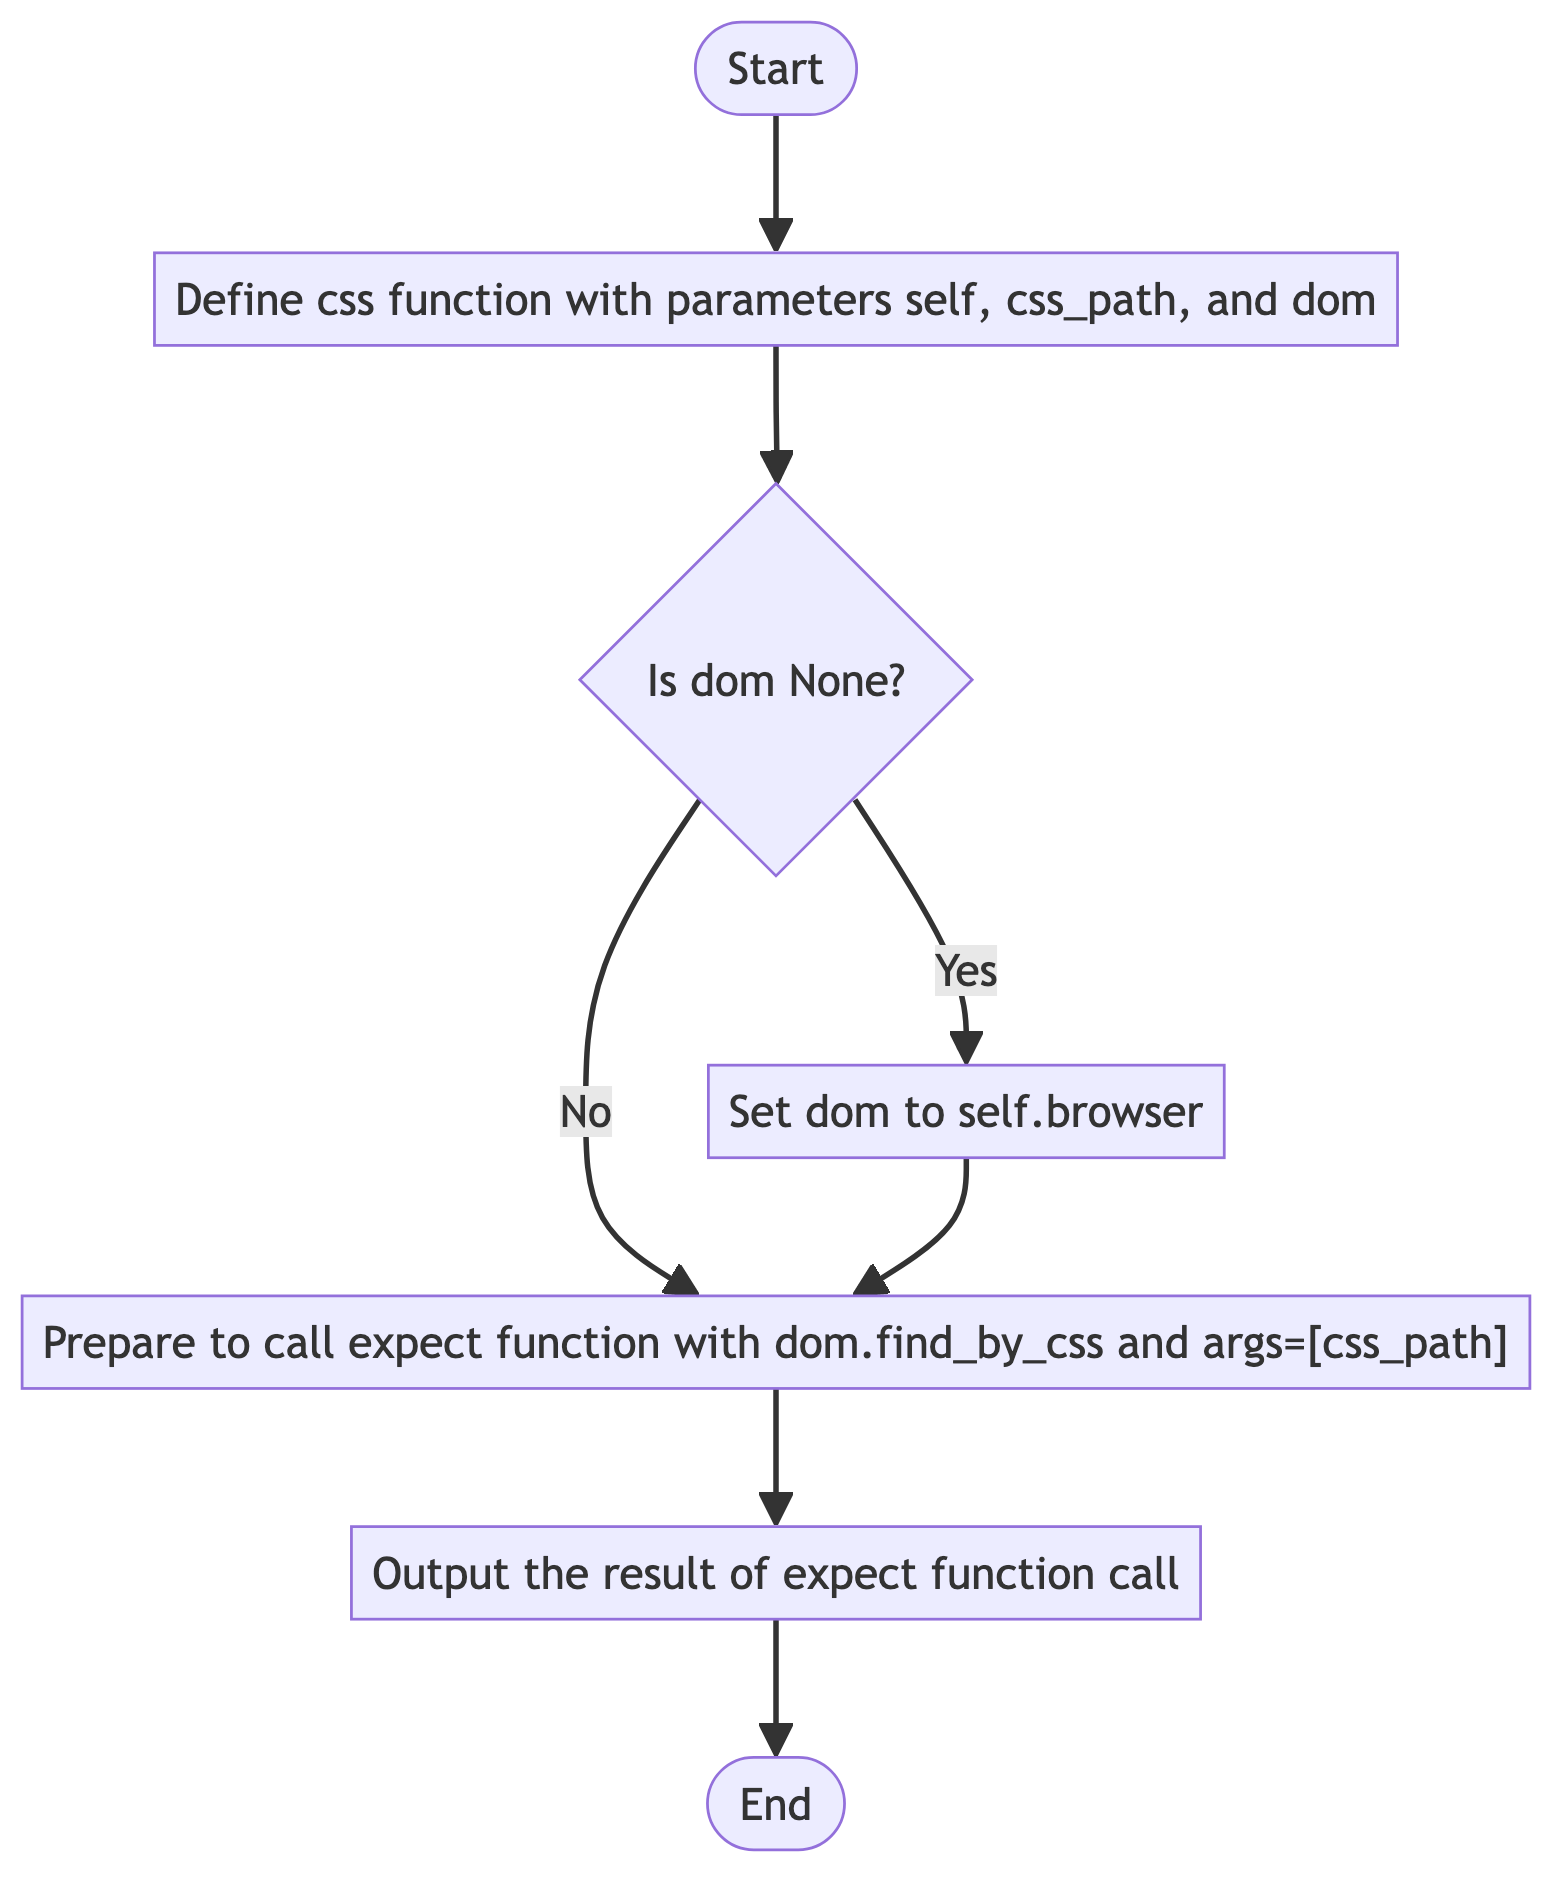 Start
Define css function with parameters self, css_path, and dom
Is dom None?
Yes
No
Set dom to self.browser
Prepare to call expect function with dom.find_by_css and args=[css_path]
Output the result of expect function call
End